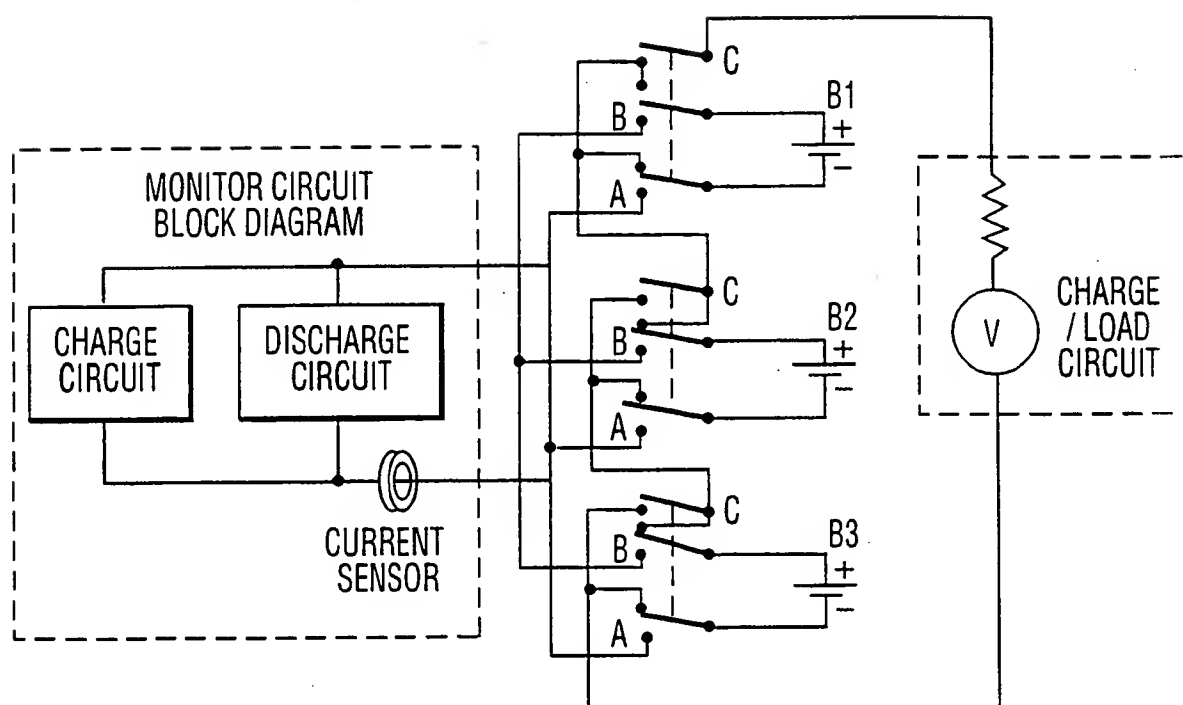 C
B1
B
+
-
A
MONITOR CIRCUIT
BLOCK DIAGRAM
CHARGE
CIRCUIT
DISCHARGE
CIRCUIT
CURRENT
SENSOR
C
B2
B
+
-
A
C
B3
B
+
-
A
V
CHARGE
/ LOAD
CIRCUIT